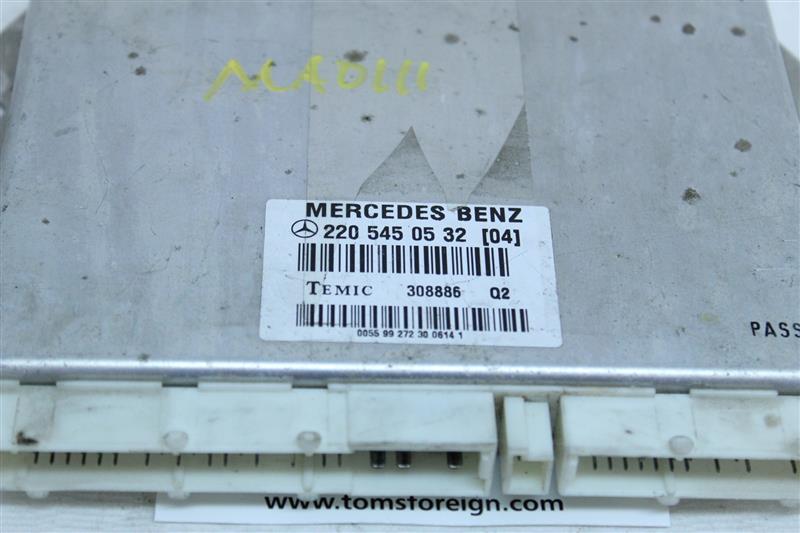 MERCEDES BENZ
220 545 05 32 [04]
TEMIC 308886 Q2
0055 99 272 30 0614 1
PASS
www.tomsforeign.com